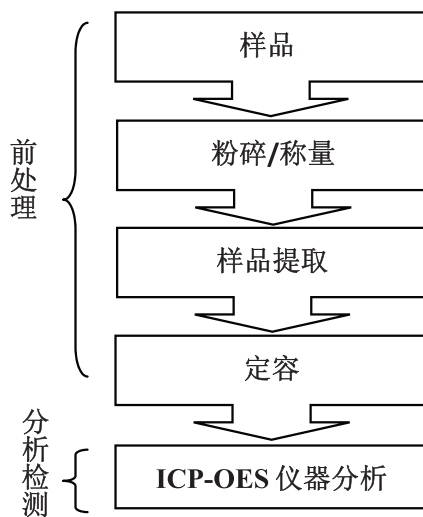 样品
粉碎/称量
前处理
样品提取
定容
分析检测
ICP-OES 仪器分析